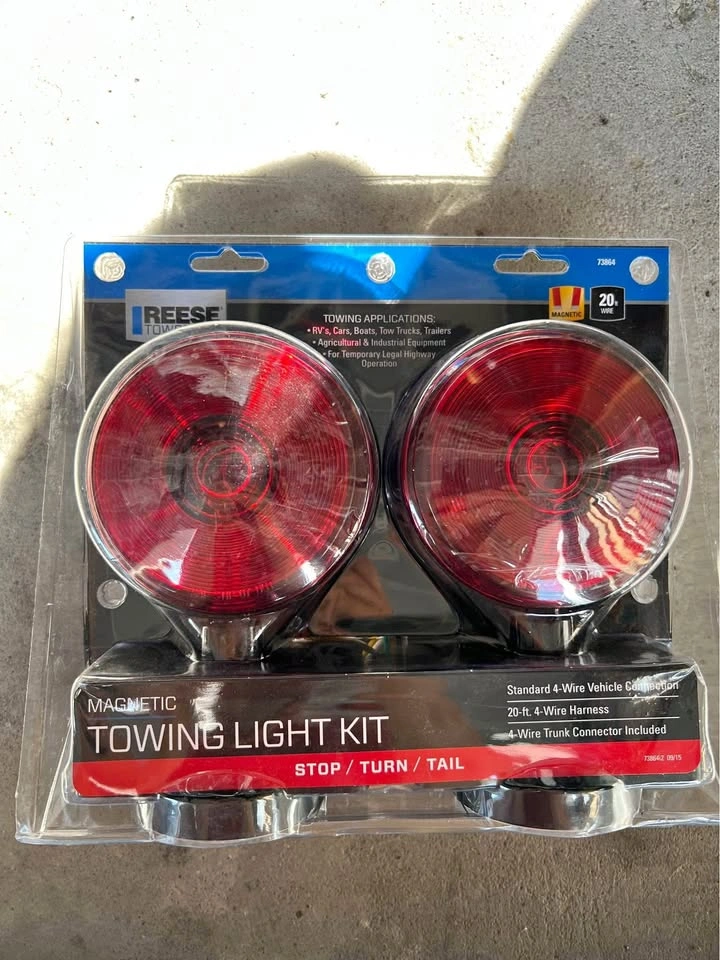 73864
REESE
TOWING APPLICATIONS:
• RV's, Cars, Boats, Tow Trucks, Trailers
• Agricultural & Industrial Equipment
• For Temporary Legal Highway
Operation
MAGNETIC
20ft
WIRE
MAGNETIC
TOWING LIGHT KIT
Standard 4-Wire Vehicle Connection
20-ft. 4-Wire Harness
4-Wire Trunk Connector Included
STOP / TURN / TAIL
73864-2 09/15